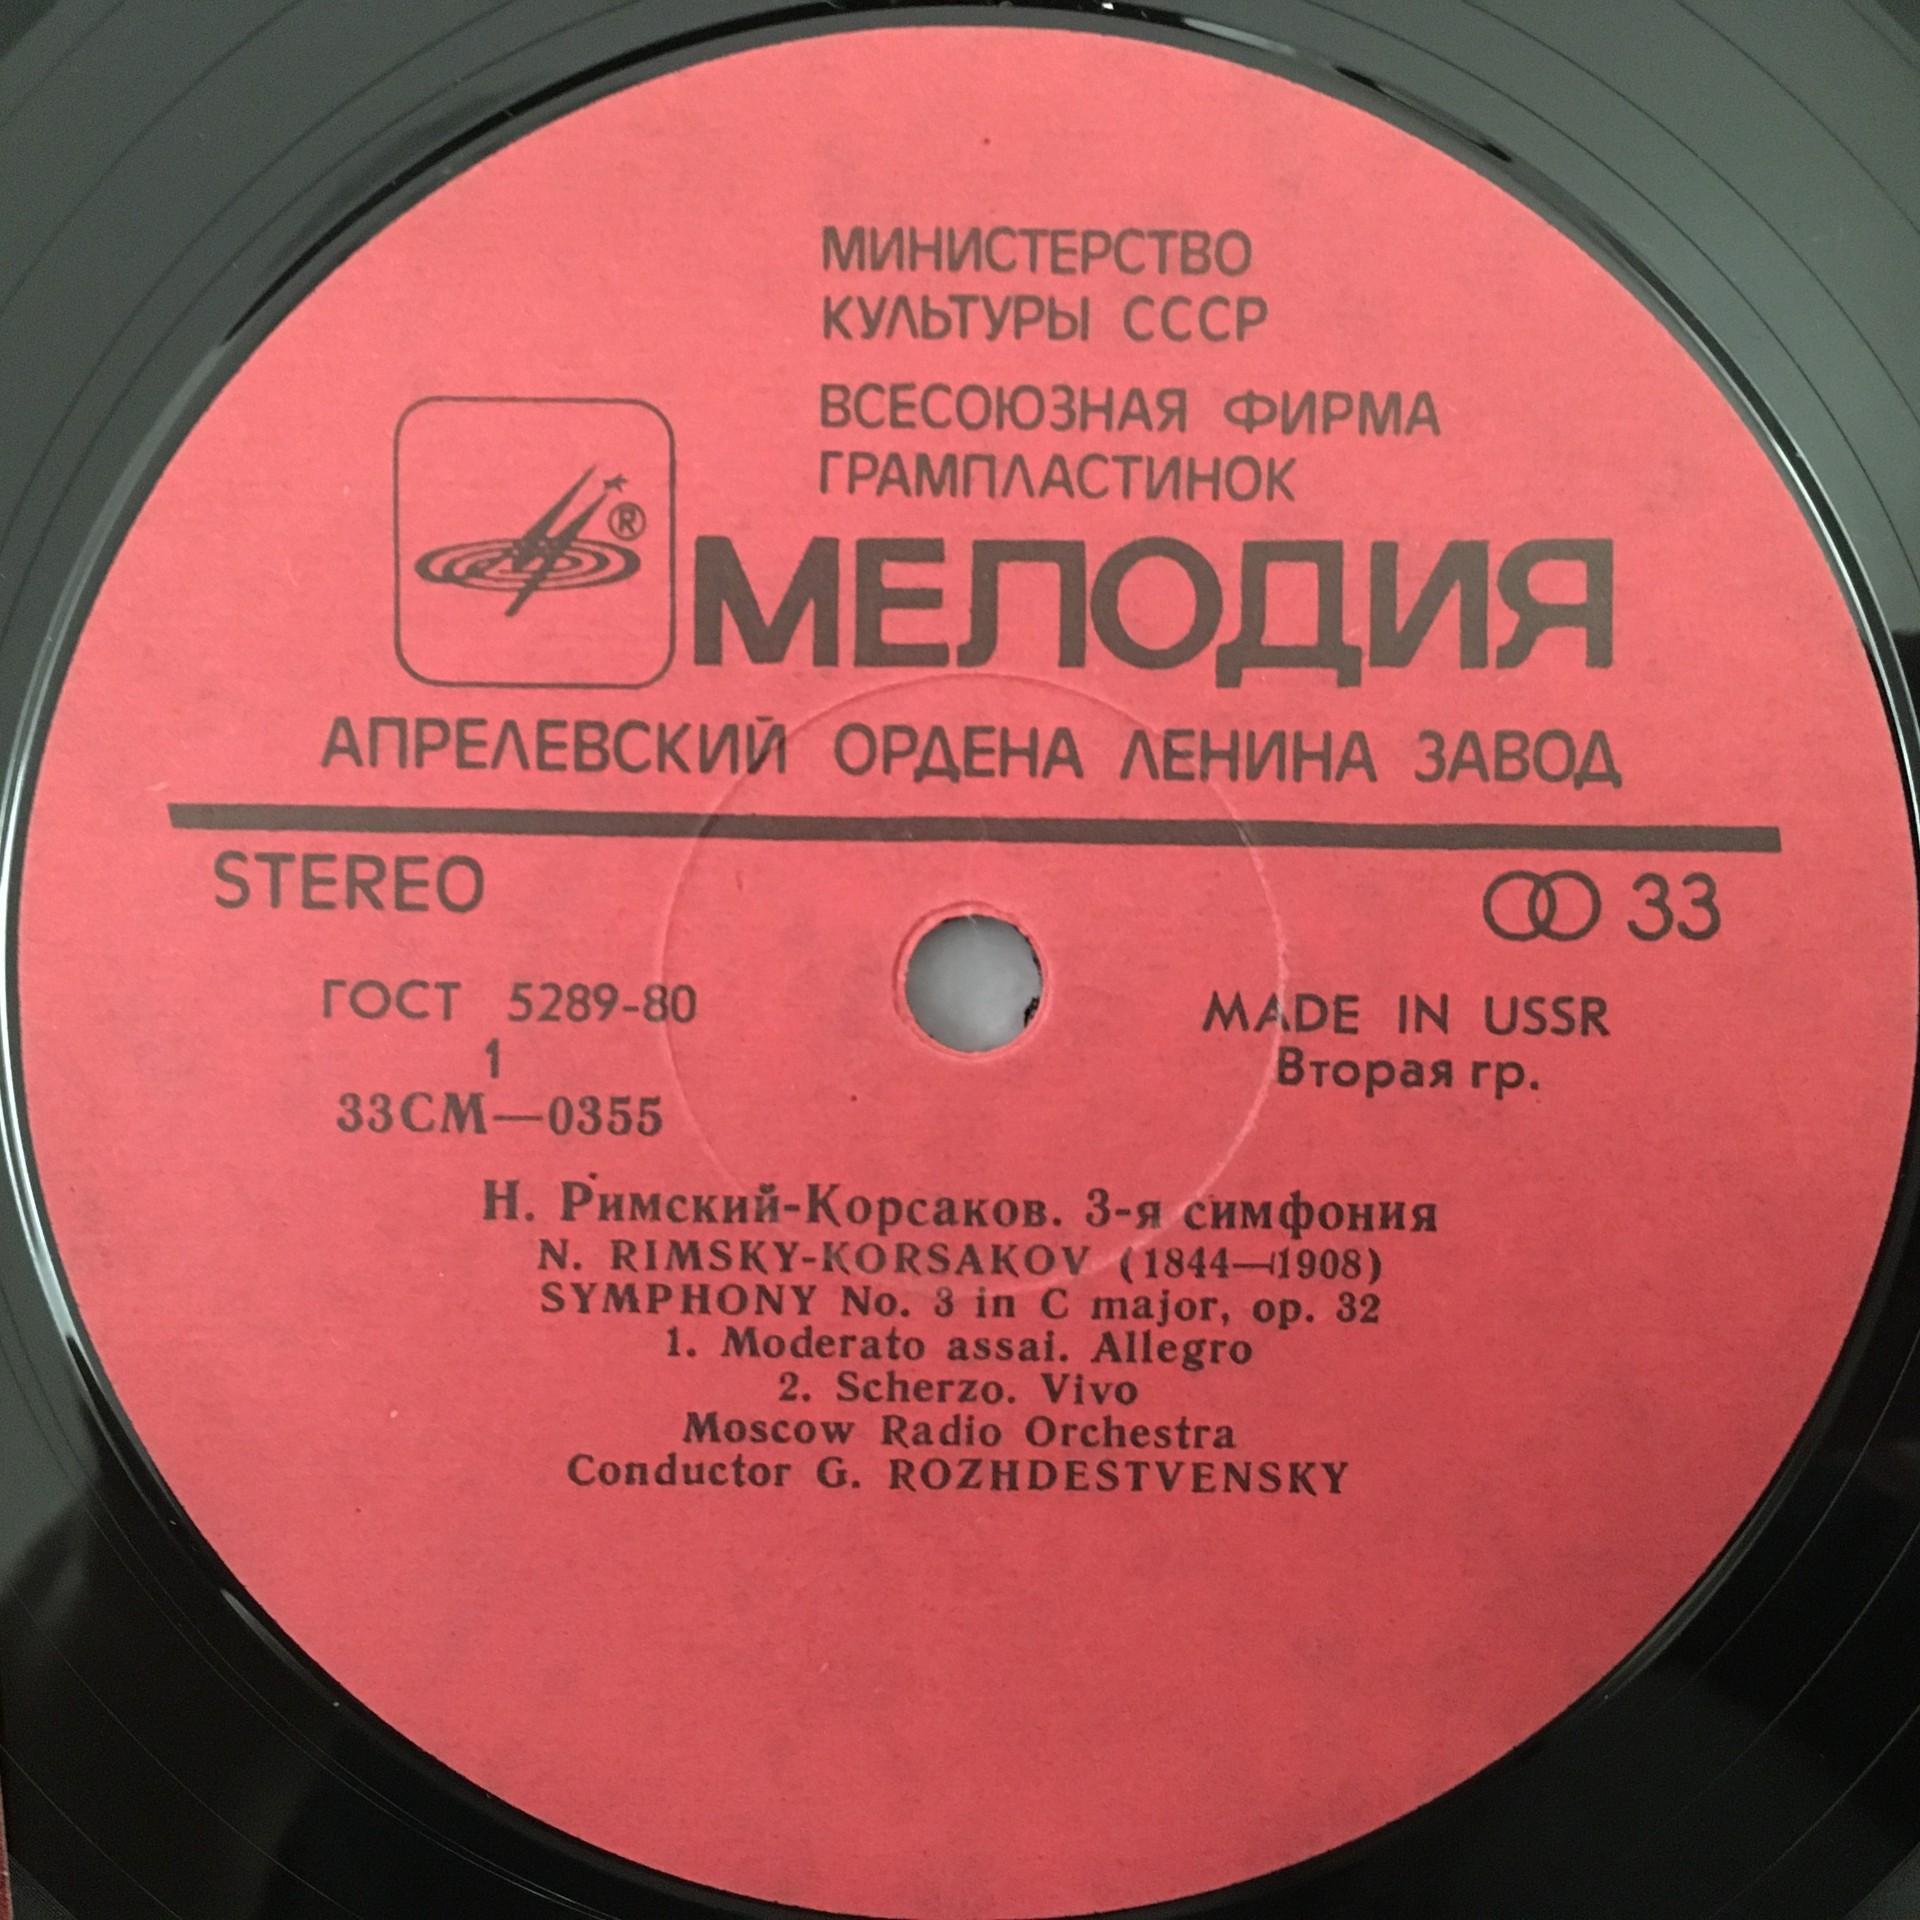 МИНИСТЕРСТВО
КУЛЬТУРЫ СССР
ВСЕСОЮЗНАЯ ФИРМА
ГРАМПЛАСТИНОК
®
МЕЛОДИЯ
АПРЕЛЕВСКИЙ ОРДЕНА ЛЕНИНА ЗАВОД
STEREO
33
ГОСТ 5289-80
MADE IN USSR
1
Вторая гр.
33СМ—0355
Н. Римский-Корсаков. 3-я симфония
N. RIMSKY-KORSAKOV (1844—1908)
SYMPHONY No. 3 in C major, op. 32
1. Moderato assai. Allegro
2. Scherzo. Vivo
Moscow Radio Orchestra
Conductor G. ROZHDESTVENSKY